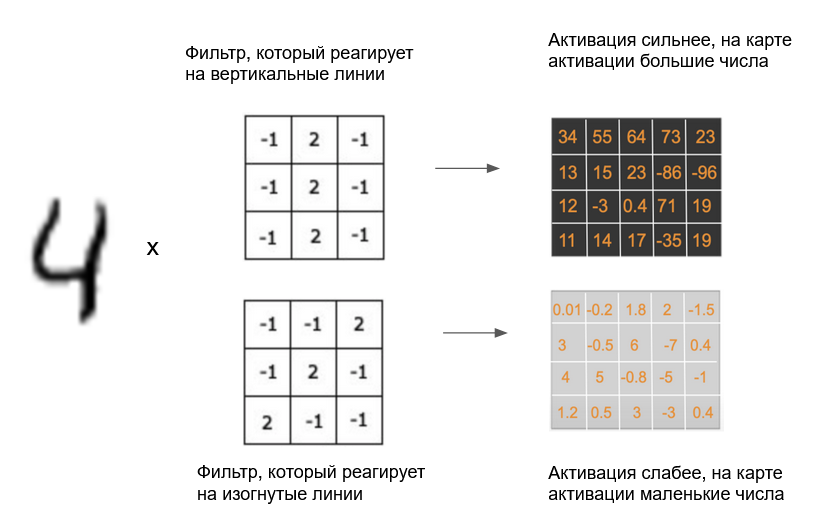 Фильтр, который реагирует
на вертикальные линии
Активация сильнее, на карте
активации большие числа
-1 2 -1
-1 2 -1
-1 2 -1
34 55 64 73 23
13 15 23 -86 -96
12 -3 0.4 71 19
11 14 17 -35 19
4
x
-1 -1 2
-1 2 -1
2 -1 -1
0.01 -0.2 1.8 2 -1.5
3 -0.5 6 -7 0.4
4 5 -0.8 -5 -1
1.2 0.5 3 -3 0.4
Фильтр, который реагирует
на изогнутые линии
Активация слабее, на карте
активации маленькие числа